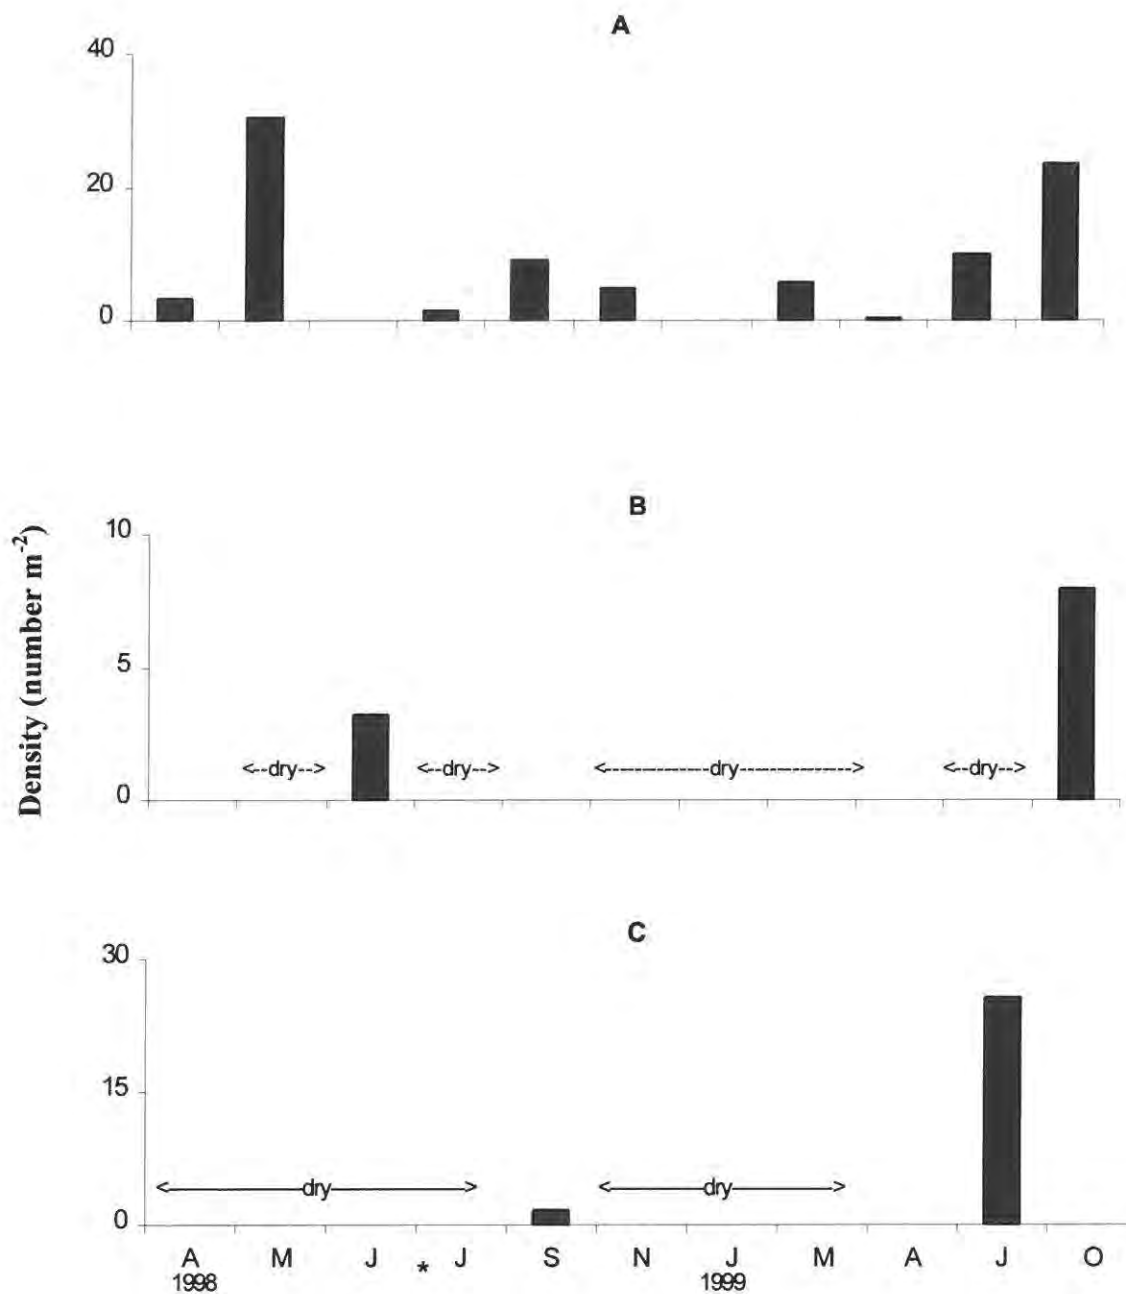 A
40
20
0
Density (number m-2)
B
10
5
0
<--dry-->
<--dry-->
<---------------dry---------------->
<--dry-->
C
30
15
0
<dry>
<dry>
A M J * J S N J M A J O
1998 1999